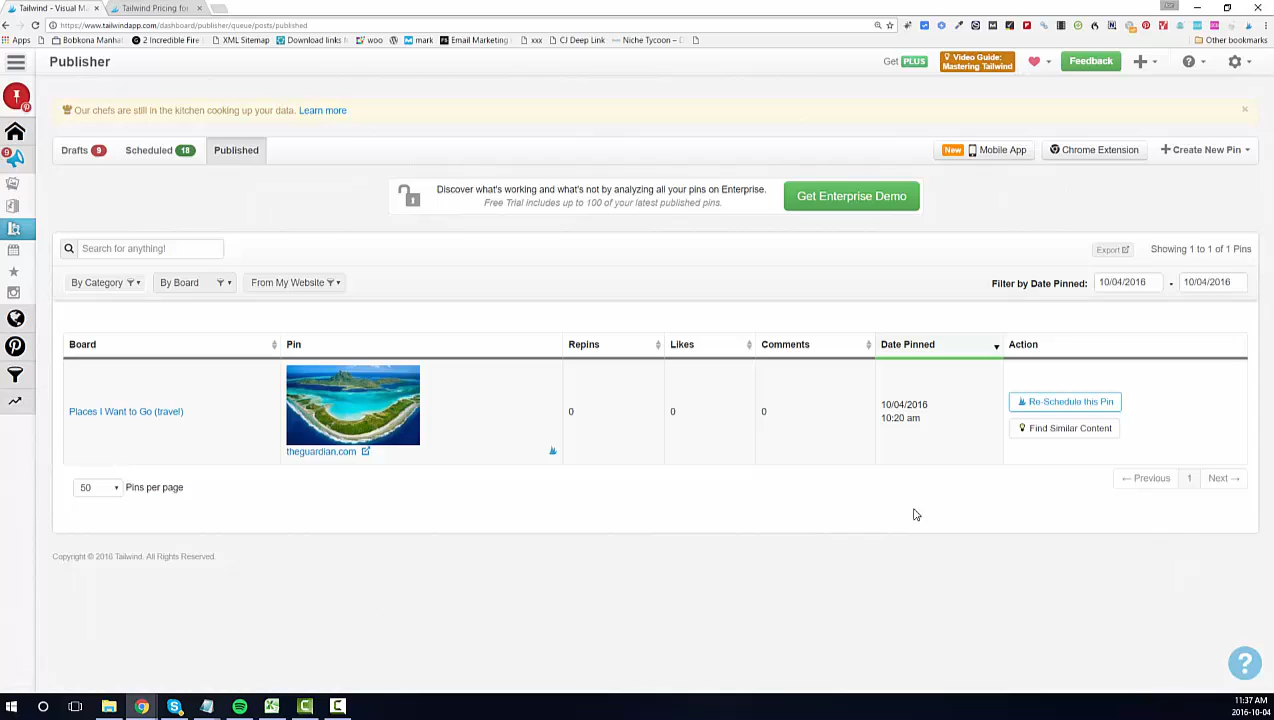 Tailwind - Visual M
Tailwind Pricing for
https://www.tailwindapp.com/dashboard/publisher/queue/posts/published
Apps
Bobkona Manha
2 Incredible Fire
XML Sitemap
Download links
woo
mark
Email Marketing
xxx
CJ Deep Link
Niche Tycoon –
Other bookmarks
Publisher
Get PLUS
Video Guide:
Mastering Tailwind
Feedback
9
Our chefs are still in the kitchen cooking up your data. Learn more
Drafts 9
Scheduled 18
Published
New Mobile App
Chrome Extension
Create New Pin
Discover what's working and what's not by analyzing all your pins on Enterprise.
Free Trial includes up to 100 of your latest published pins.
Get Enterprise Demo
Search for anything!
Export
Showing 1 to 1 of 1 Pins
By Category
By Board
From My Website
Filter by Date Pinned: 10/04/2016 - 10/04/2016
Board Pin Repins Likes Comments Date Pinned Action
Places I Want to Go (travel)
theguardian.com
0 0 0
10/04/2016
10:20 am
Re-Schedule this Pin
Find Similar Content
50 Pins per page
← Previous 1 Next →
Copyright © 2016 Tailwind. All Rights Reserved.
?
11:37 AM
2016-10-04